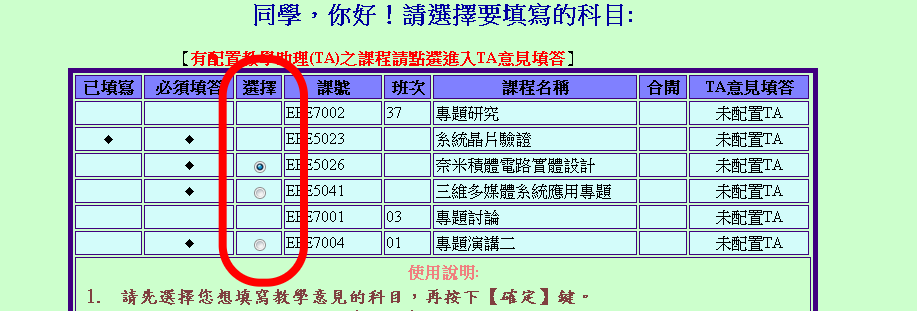 同學，你好！請選擇要填寫的科目:
【有配置教學助理(TA)之課程請點選進入TA意見填答】
已填寫 必須填答 選擇 課號 班次 課程名稱 合開 TA意見填答
EEE7002 37 專題研究 未配置TA
◆ ◆ EEE5023 系統晶片驗證 未配置TA
◆ EEE5026 奈米積體電路實體設計 未配置TA
◆ EEE5041 三維多媒體系統應用專題 未配置TA
EEE7001 03 專題討論 未配置TA
◆ EEE7004 01 專題演講二 未配置TA
使用說明:
1. 請先選擇您想填寫教學意見的科目，再按下【確定】鍵。